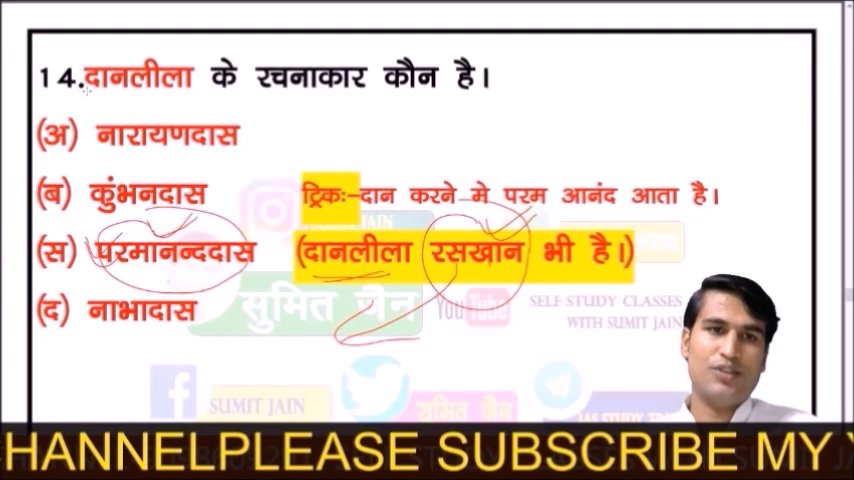 14.दानलीला के रचनाकार कौन है।
(अ) नारायणदास
(ब) कुंभनदास ट्रिकः-दान करने मे परम आनंद आता है।
(स) परमानन्ददास (दानलीला रसखान भी है।)
(द) नाभादास
सुमित जैन YouTube SELF STUDY CLASSES
WITH SUMIT JAIN
SUMIT JAIN सुमित जैन
HANNELPLEASE SUBSCRIBE MY Y